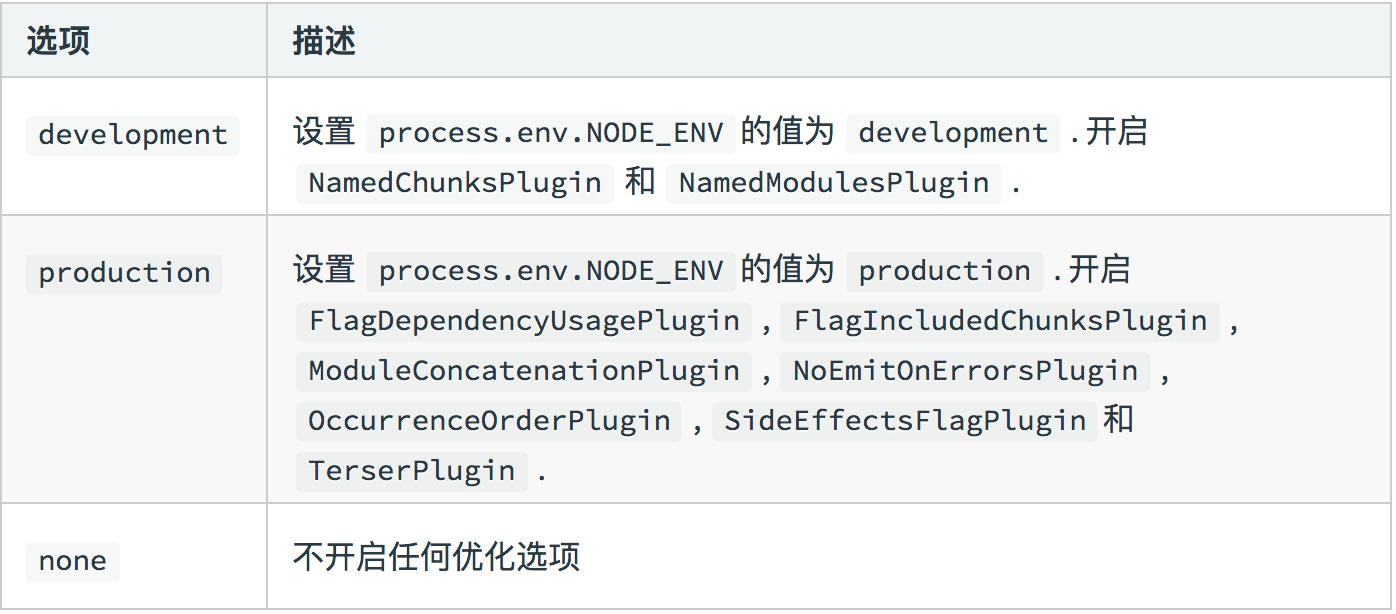 选项 描述
development 设置 process.env.NODE_ENV 的值为 development . 开启
NamedChunksPlugin 和 NamedModulesPlugin .
production 设置 process.env.NODE_ENV 的值为 production . 开启
FlagDependencyUsagePlugin , FlagIncludedChunksPlugin ,
ModuleConcatenationPlugin , NoEmitOnErrorsPlugin ,
OccurrenceOrderPlugin , SideEffectsFlagPlugin 和
TerserPlugin .
none 不开启任何优化选项